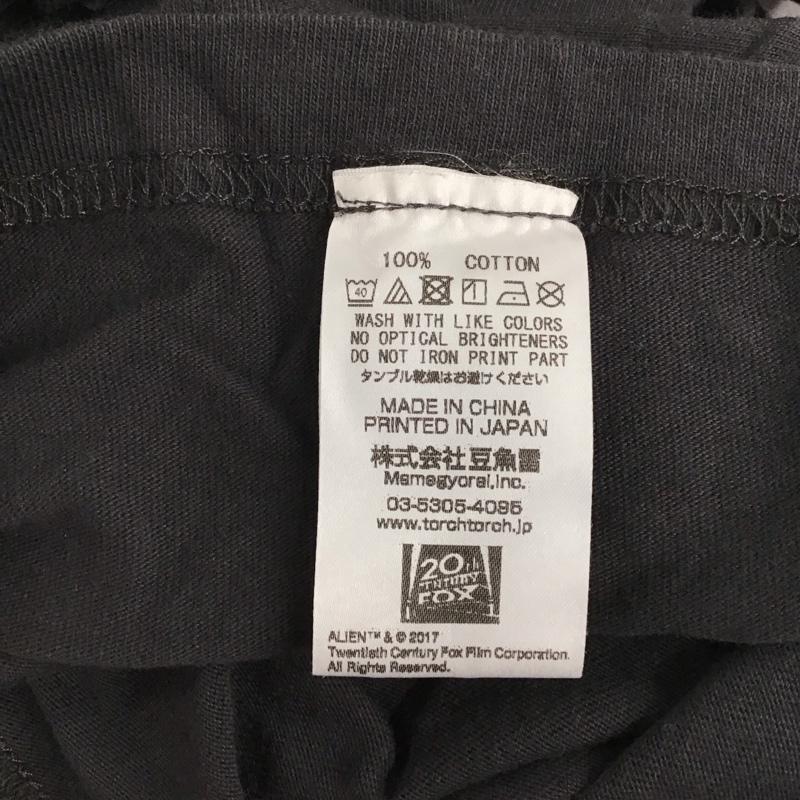 100% COTTON
40
WASH WITH LIKE COLORS
NO OPTICAL BRIGHTENERS
DO NOT IRON PRINT PART
タンブル乾燥はお避けください
MADE IN CHINA
PRINTED IN JAPAN
株式会社豆魚雷
Mamegyorai,Inc.
03-5305-4095
www.torchtorch.jp
20th
CENTURY
FOX
ALIEN™ & © 2017
Twentieth Century Fox Film Corporation.
All Rights Reserved.